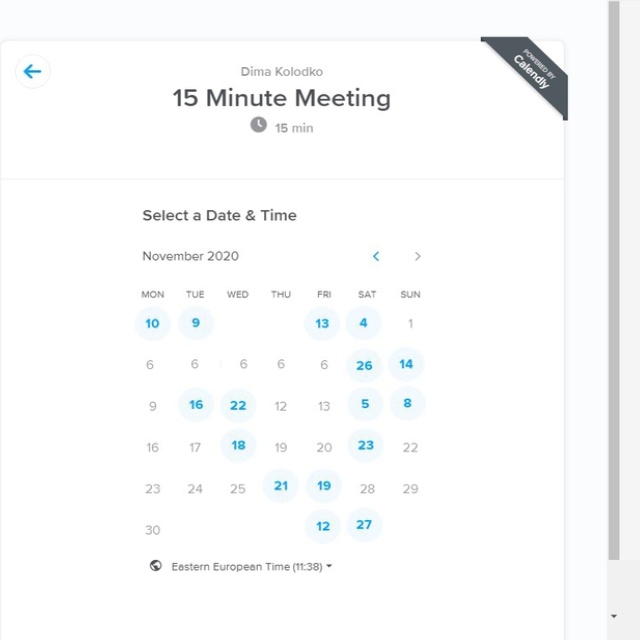 POWERED BY
Calendly
Dima Kolodko
15 Minute Meeting
15 min
Select a Date & Time
November 2020
MON TUE WED THU FRI SAT SUN
10 9 13 4 1
6 6 6 6 6 26 14
9 16 22 12 13 5 8
16 17 18 19 20 23 22
23 24 25 21 19 28 29
30 12 27
Eastern European Time (11:38)